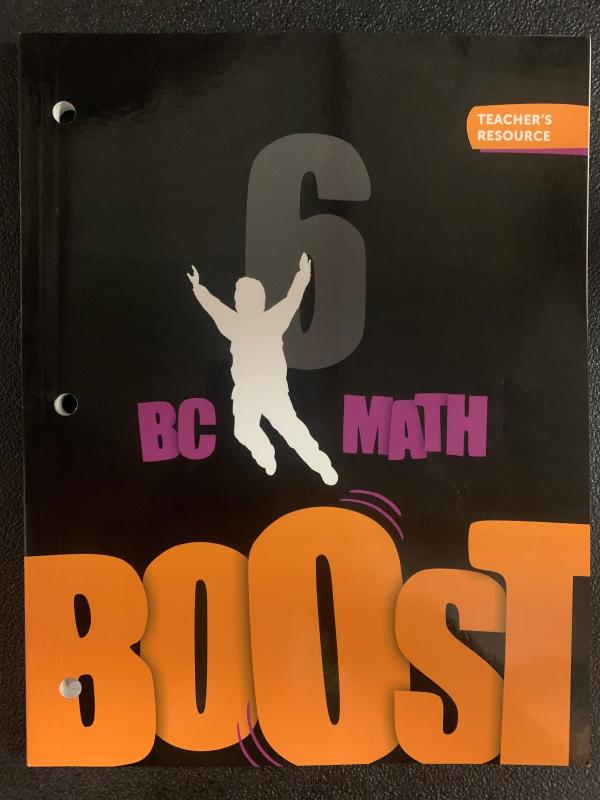 TEACHER'S
RESOURCE
6
BC MATH
BOOST